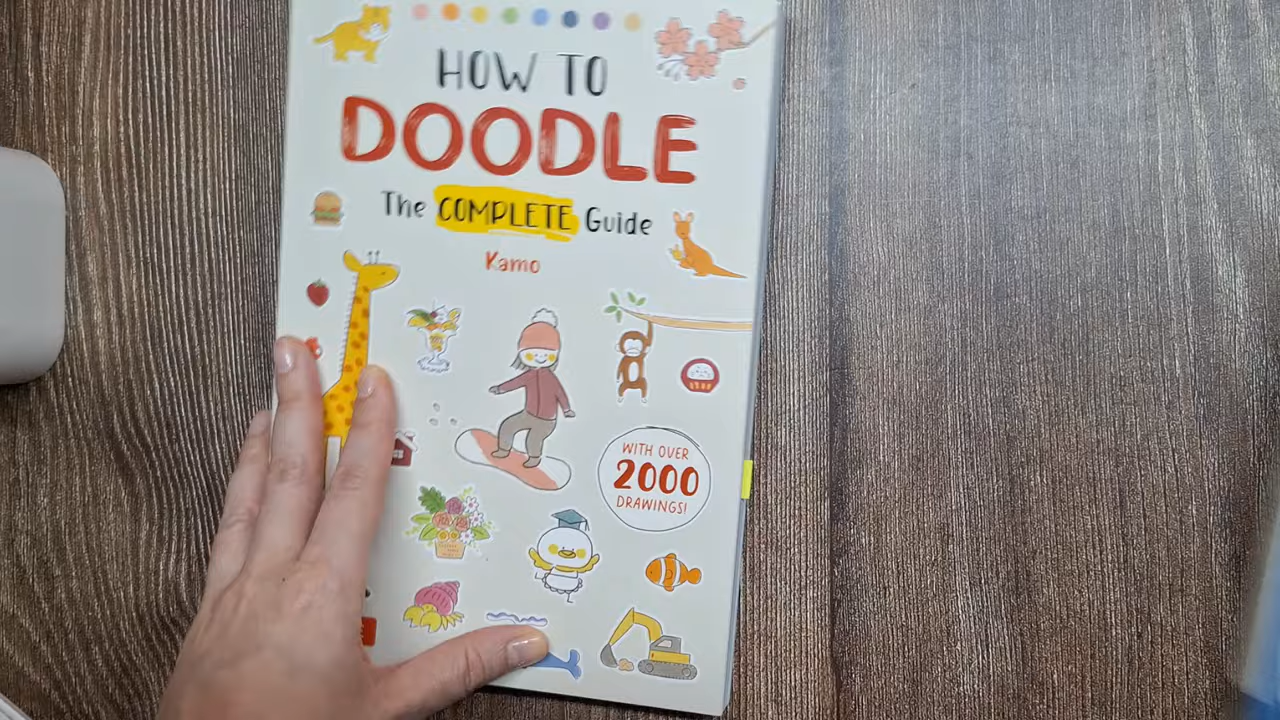 HOW TO
DOODLE
The COMPLETE Guide
Kamo
WITH OVER
2000
DRAWINGS!